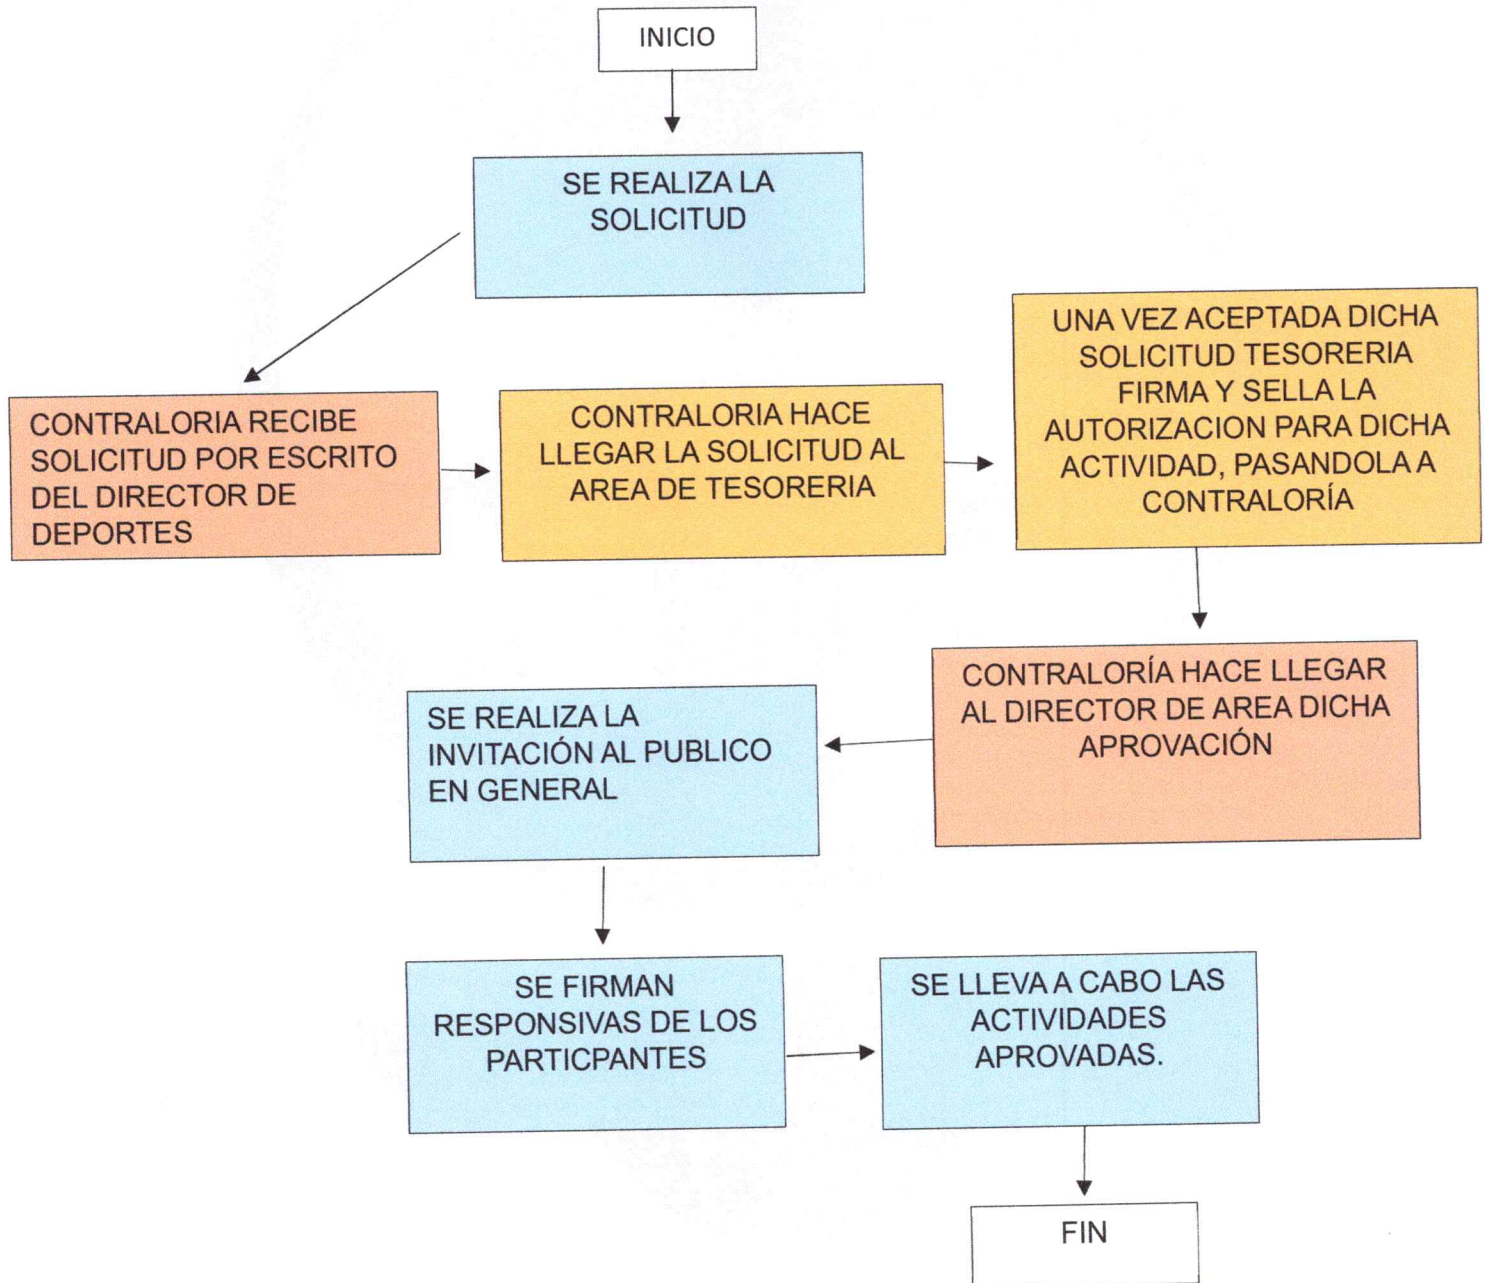 INICIO
SE REALIZA LA
SOLICITUD
CONTRALORIA RECIBE
SOLICITUD POR ESCRITO
DEL DIRECTOR DE
DEPORTES
CONTRALORIA HACE
LLEGAR LA SOLICITUD AL
AREA DE TESORERIA
UNA VEZ ACEPTADA DICHA
SOLICITUD TESORERIA
FIRMA Y SELLA LA
AUTORIZACION PARA DICHA
ACTIVIDAD, PASANDOLA A
CONTRALORÍA
CONTRALORÍA HACE LLEGAR
AL DIRECTOR DE AREA DICHA
APROVACIÓN
SE REALIZA LA
INVITACIÓN AL PUBLICO
EN GENERAL
SE FIRMAN
RESPONSIVAS DE LOS
PARTICPANTES
SE LLEVA A CABO LAS
ACTIVIDADES
APROVADAS.
FIN